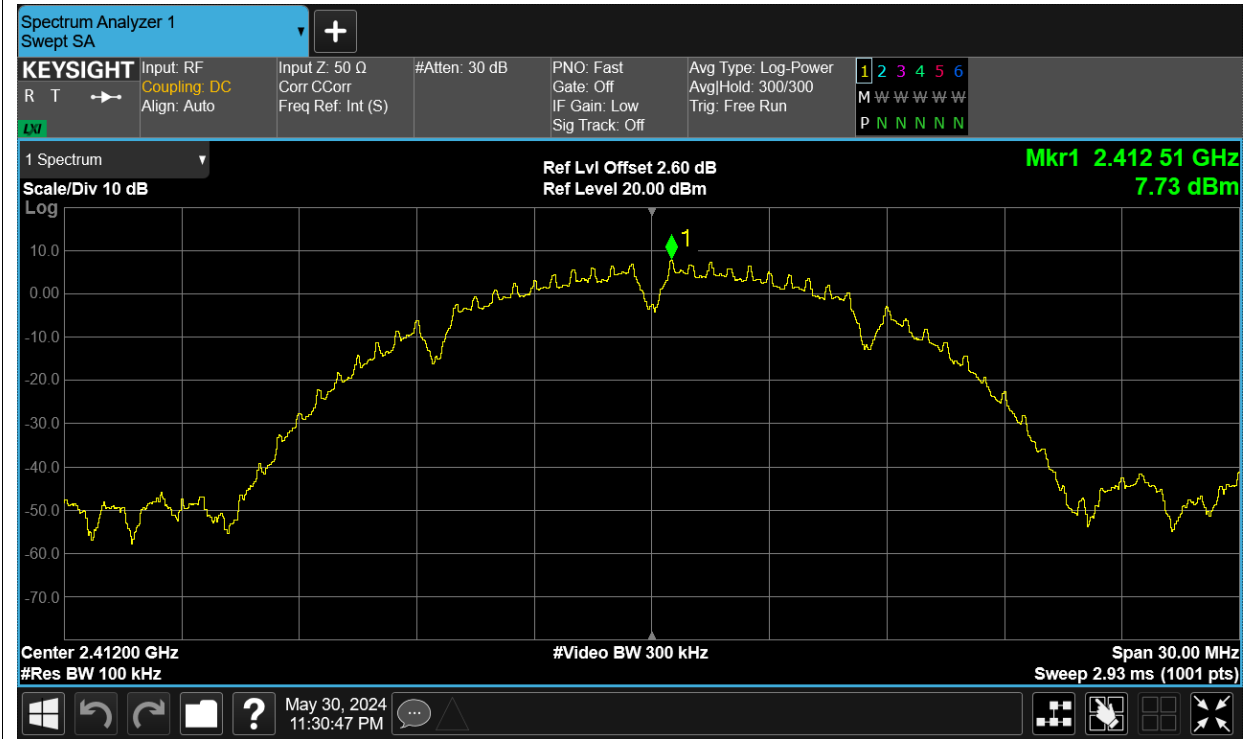 Spectrum Analyzer 1
Swept SA
+
KEYSIGHT
R T
LXI
Input: RF
Coupling: DC
Align: Auto
Input Z: 50 Ω
Corr CCorr
Freq Ref: Int (S)
#Atten: 30 dB
PNO: Fast
Gate: Off
IF Gain: Low
Sig Track: Off
Avg Type: Log-Power
Avg|Hold: 300/300
Trig: Free Run
1 2 3 4 5 6
M W W W W W
P N N N N N
1 Spectrum
Scale/Div 10 dB
Log
Ref Lvl Offset 2.60 dB
Ref Level 20.00 dBm
Mkr1 2.412 51 GHz
7.73 dBm
1
10.0
0.00
-10.0
-20.0
-30.0
-40.0
-50.0
-60.0
-70.0
Center 2.41200 GHz
#Res BW 100 kHz
#Video BW 300 kHz
Span 30.00 MHz
Sweep 2.93 ms (1001 pts)
?
May 30, 2024
11:30:47 PM